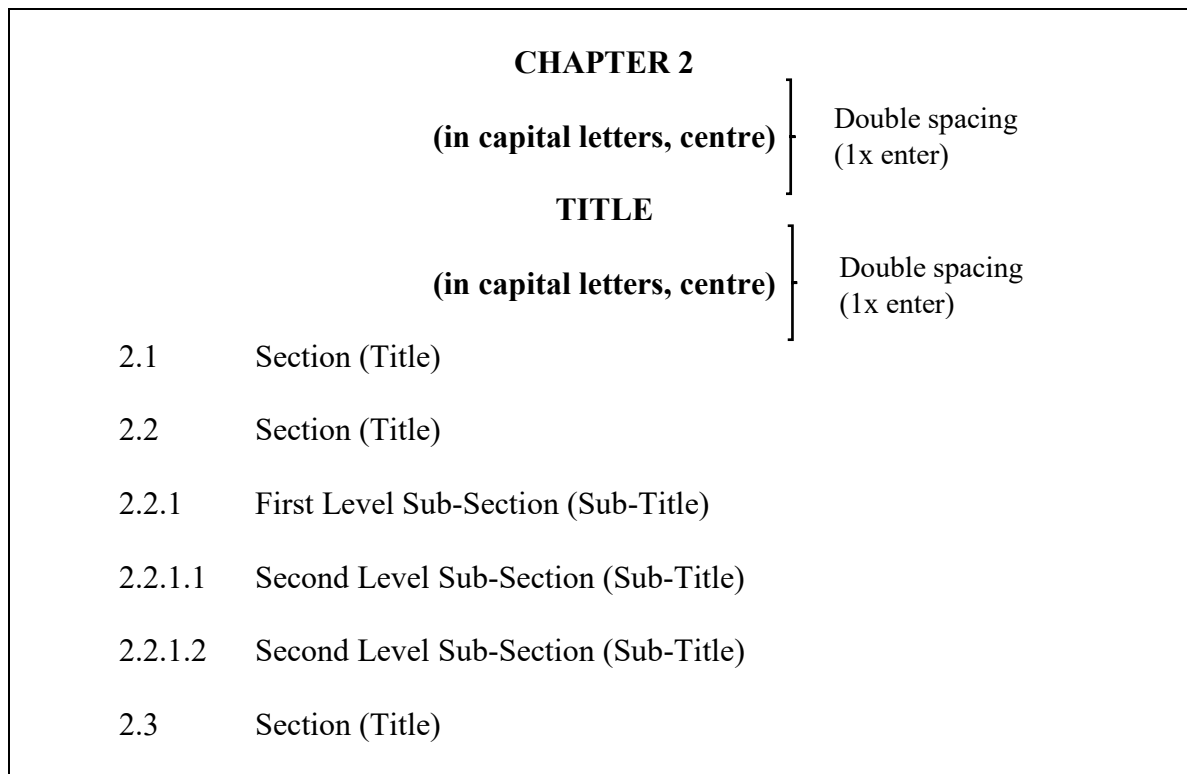 CHAPTER 2
(in capital letters, centre)
Double spacing
(1x enter)
TITLE
(in capital letters, centre)
Double spacing
(1x enter)
2.1 Section (Title)
2.2 Section (Title)
2.2.1 First Level Sub-Section (Sub-Title)
2.2.1.1 Second Level Sub-Section (Sub-Title)
2.2.1.2 Second Level Sub-Section (Sub-Title)
2.3 Section (Title)